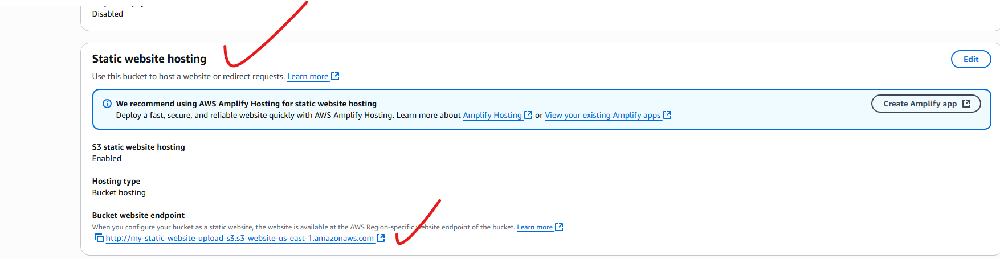 Disabled
Static website hosting
Edit
Use this bucket to host a website or redirect requests. Learn more
We recommend using AWS Amplify Hosting for static website hosting
Create Amplify app
Deploy a fast, secure, and reliable website quickly with AWS Amplify Hosting. Learn more about Amplify Hosting or View your existing Amplify apps
S3 static website hosting
Enabled
Hosting type
Bucket hosting
Bucket website endpoint
When you configure your bucket as a static website, the website is available at the AWS Region-specific website endpoint of the bucket. Learn more
http://my-static-website-upload-s3.s3-website-us-east-1.amazonaws.com